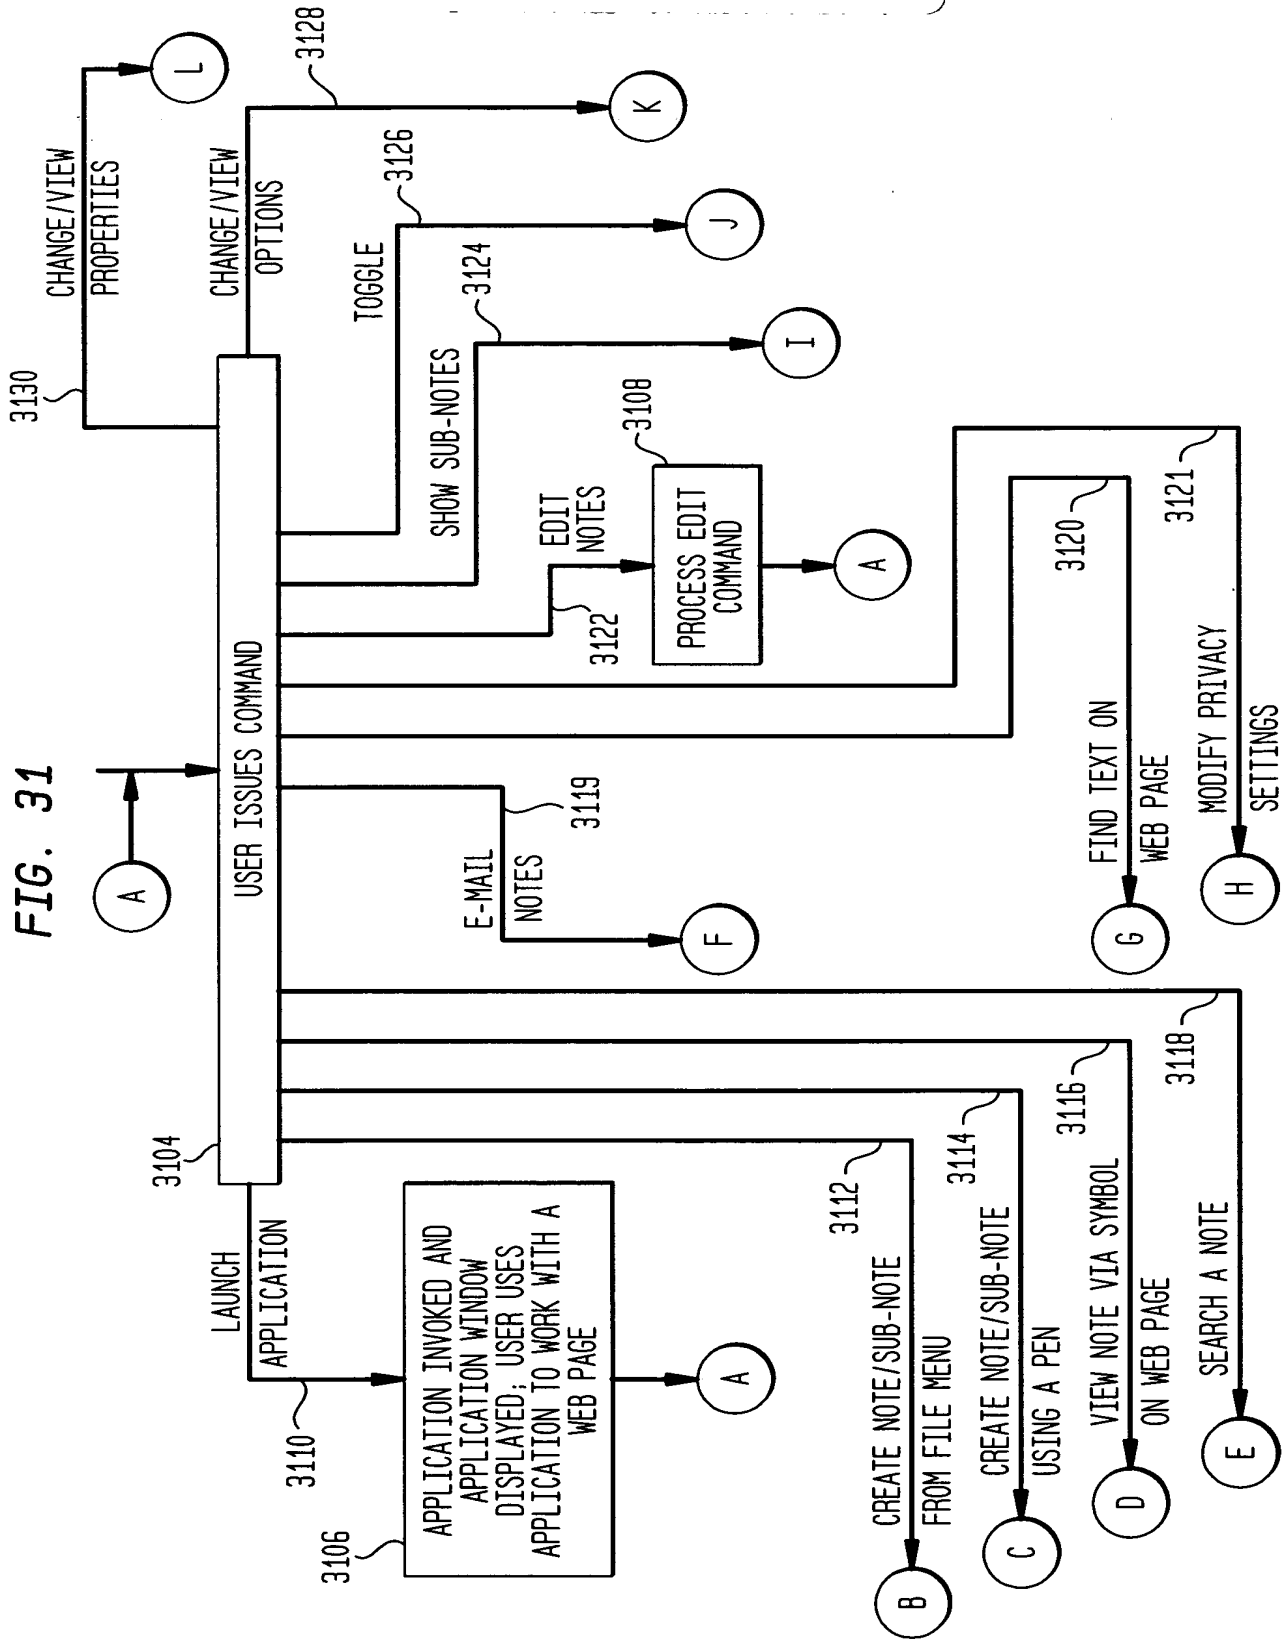 FIG. 31
A
3104
USER ISSUES COMMAND
3130
CHANGE/VIEW
PROPERTIES
L
CHANGE/VIEW
OPTIONS
3128
K
TOGGLE
3126
J
SHOW SUB-NOTES
3124
I
EDIT
NOTES
3122
3108
PROCESS EDIT
COMMAND
A
LAUNCH
APPLICATION
3110
3106
APPLICATION INVOKED AND
APPLICATION WINDOW
DISPLAYED; USER USES
APPLICATION TO WORK WITH A
WEB PAGE
A
E-MAIL
NOTES
3119
F
3112
CREATE NOTE/SUB-NOTE
FROM FILE MENU
B
3114
CREATE NOTE/SUB-NOTE
USING A PEN
C
3116
VIEW NOTE VIA SYMBOL
ON WEB PAGE
D
3118
SEARCH A NOTE
E
3120
FIND TEXT ON
WEB PAGE
G
3121
MODIFY PRIVACY
SETTINGS
H